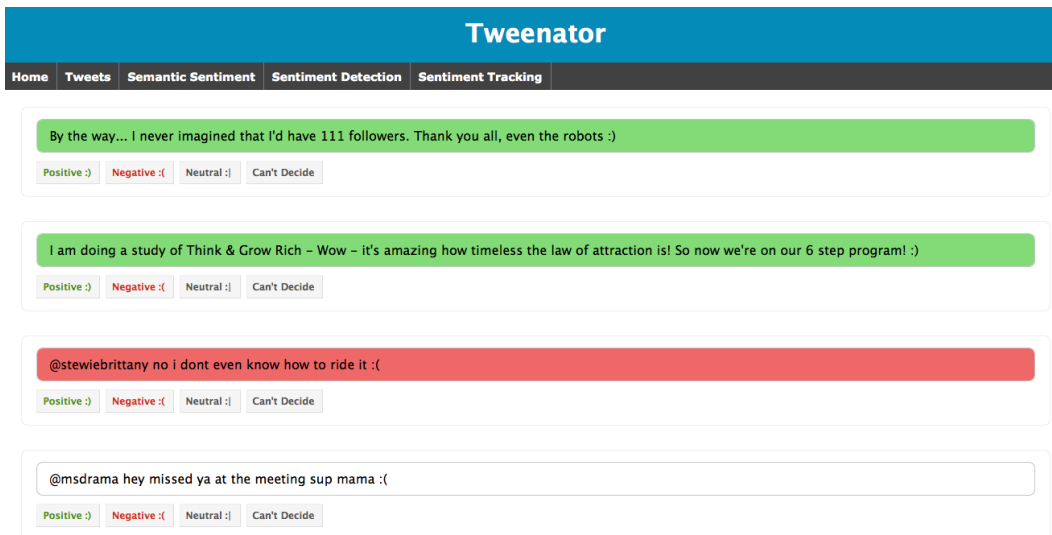 Tweenator
Home Tweets Semantic Sentiment Sentiment Detection Sentiment Tracking
By the way... I never imagined that I'd have 111 followers. Thank you all, even the robots :)
Positive :) Negative :( Neutral :| Can't Decide
I am doing a study of Think & Grow Rich – Wow – it's amazing how timeless the law of attraction is! So now we're on our 6 step program! :)
Positive :) Negative :( Neutral :| Can't Decide
@stewiebrittany no i dont even know how to ride it :(
Positive :) Negative :( Neutral :| Can't Decide
@msdrama hey missed ya at the meeting sup mama :(
Positive :) Negative :( Neutral :| Can't Decide